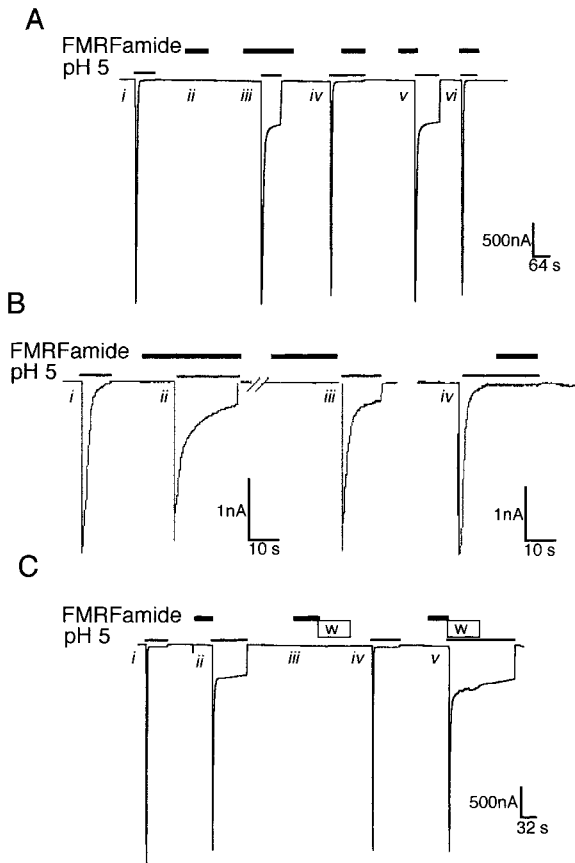 A
FMRFamide
pH 5
i ii iii iv v vi
500nA
64 s
B
FMRFamide
pH 5
i ii iii iv
1nA
10 s
1nA
10 s
C
FMRFamide
pH 5
w w
i ii iii iv v
500nA
32 s